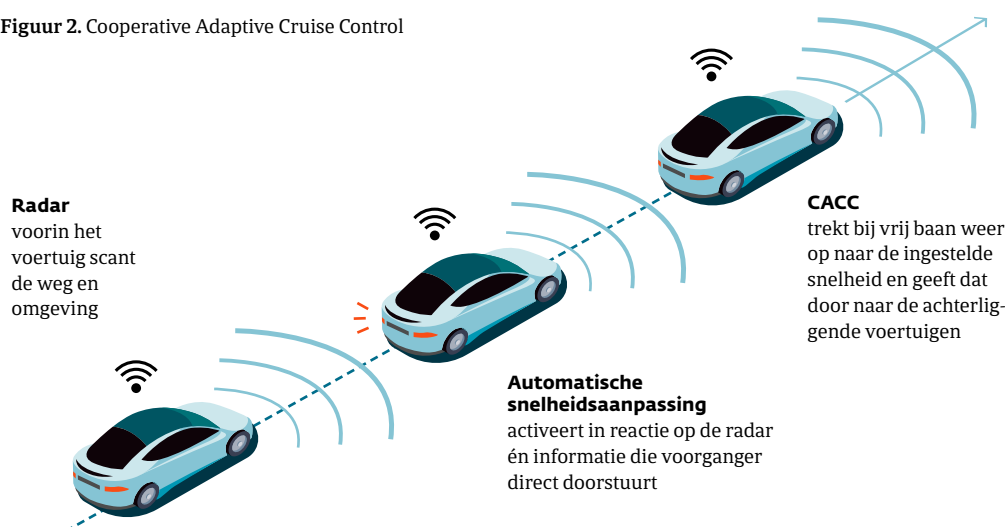 Figuur 2. Cooperative Adaptive Cruise Control
Radar
voorin het
voertuig scant
de weg en
omgeving
CACC
trekt bij vrij baan weer
op naar de ingestelde
snelheid en geeft dat
door naar de achterlig-
gende voertuigen
Automatische
snelheidsaanpassing
activeert in reactie op de radar
én informatie die voorganger
direct doorstuurt